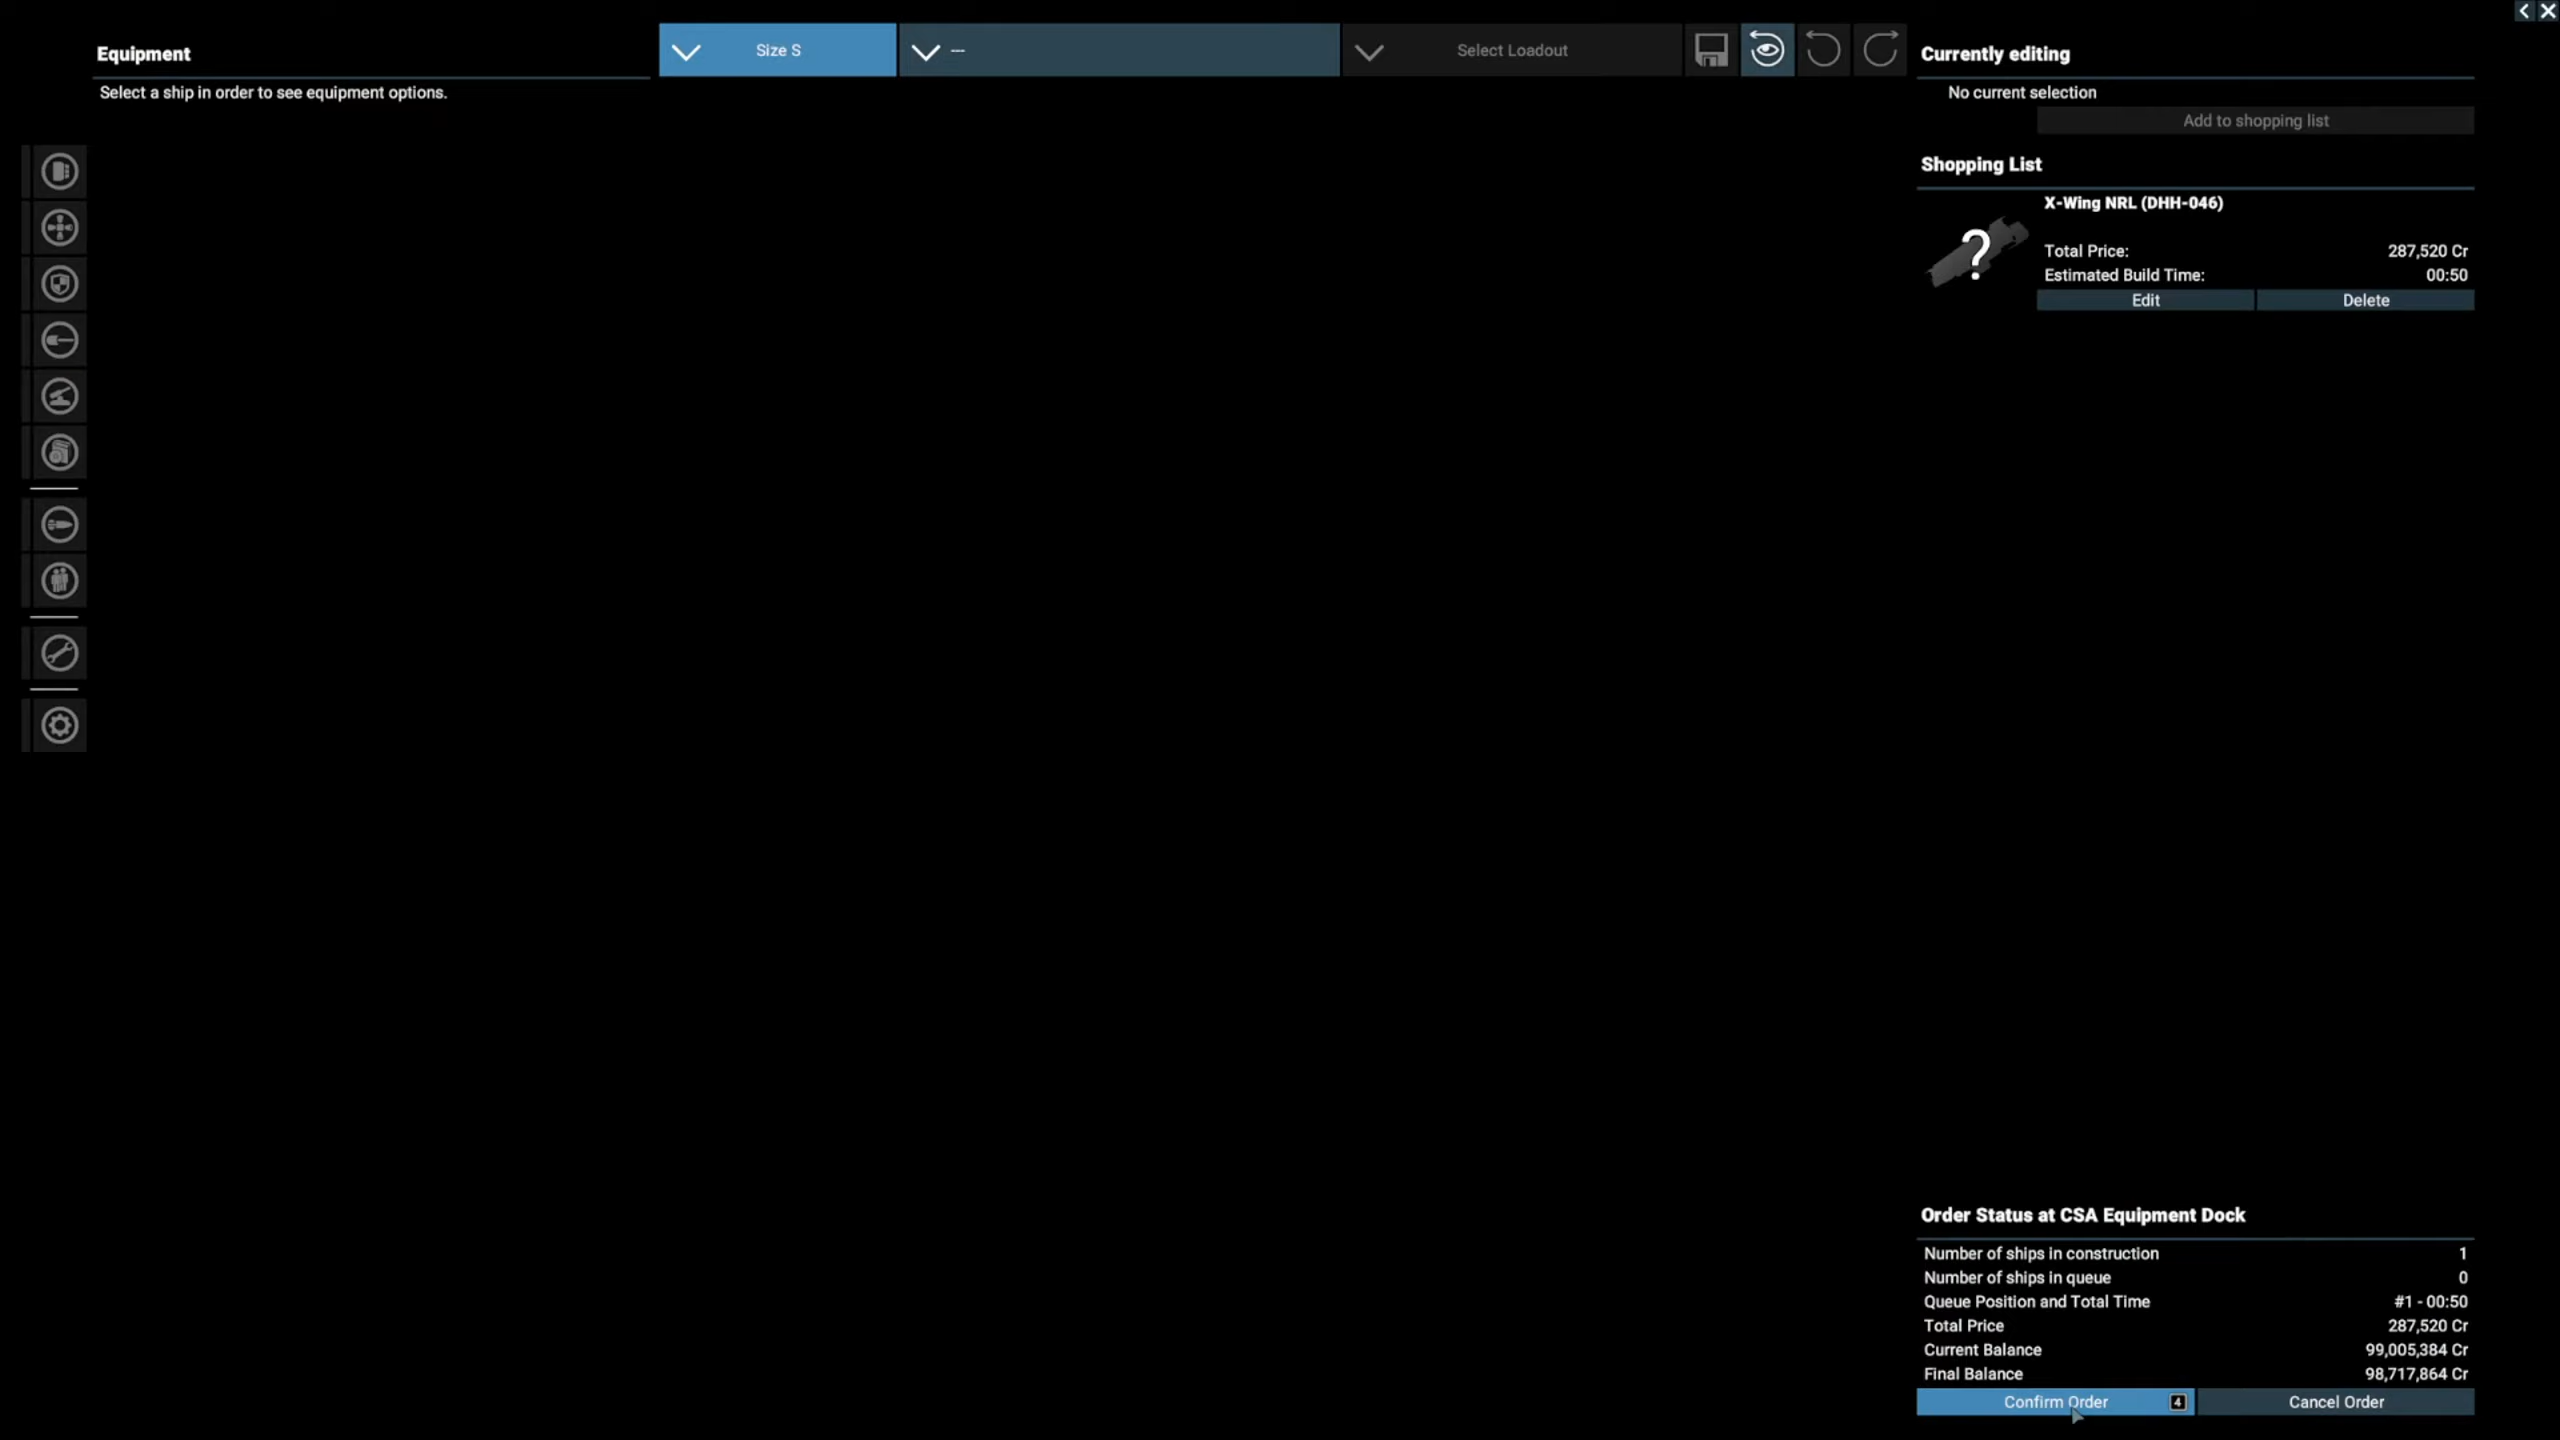 Equipment
Select a ship in order to see equipment options.
Size S
---
Select Loadout
Currently editing
No current selection
Add to shopping list
Shopping List
X-Wing NRL (DHH-046)
?
Total Price: 287,520 Cr
Estimated Build Time: 00:50
Edit Delete
Order Status at CSA Equipment Dock
Number of ships in construction 1
Number of ships in queue 0
Queue Position and Total Time #1 - 00:50
Total Price 287,520 Cr
Current Balance 99,005,384 Cr
Final Balance 98,717,864 Cr
Confirm Order 4 Cancel Order